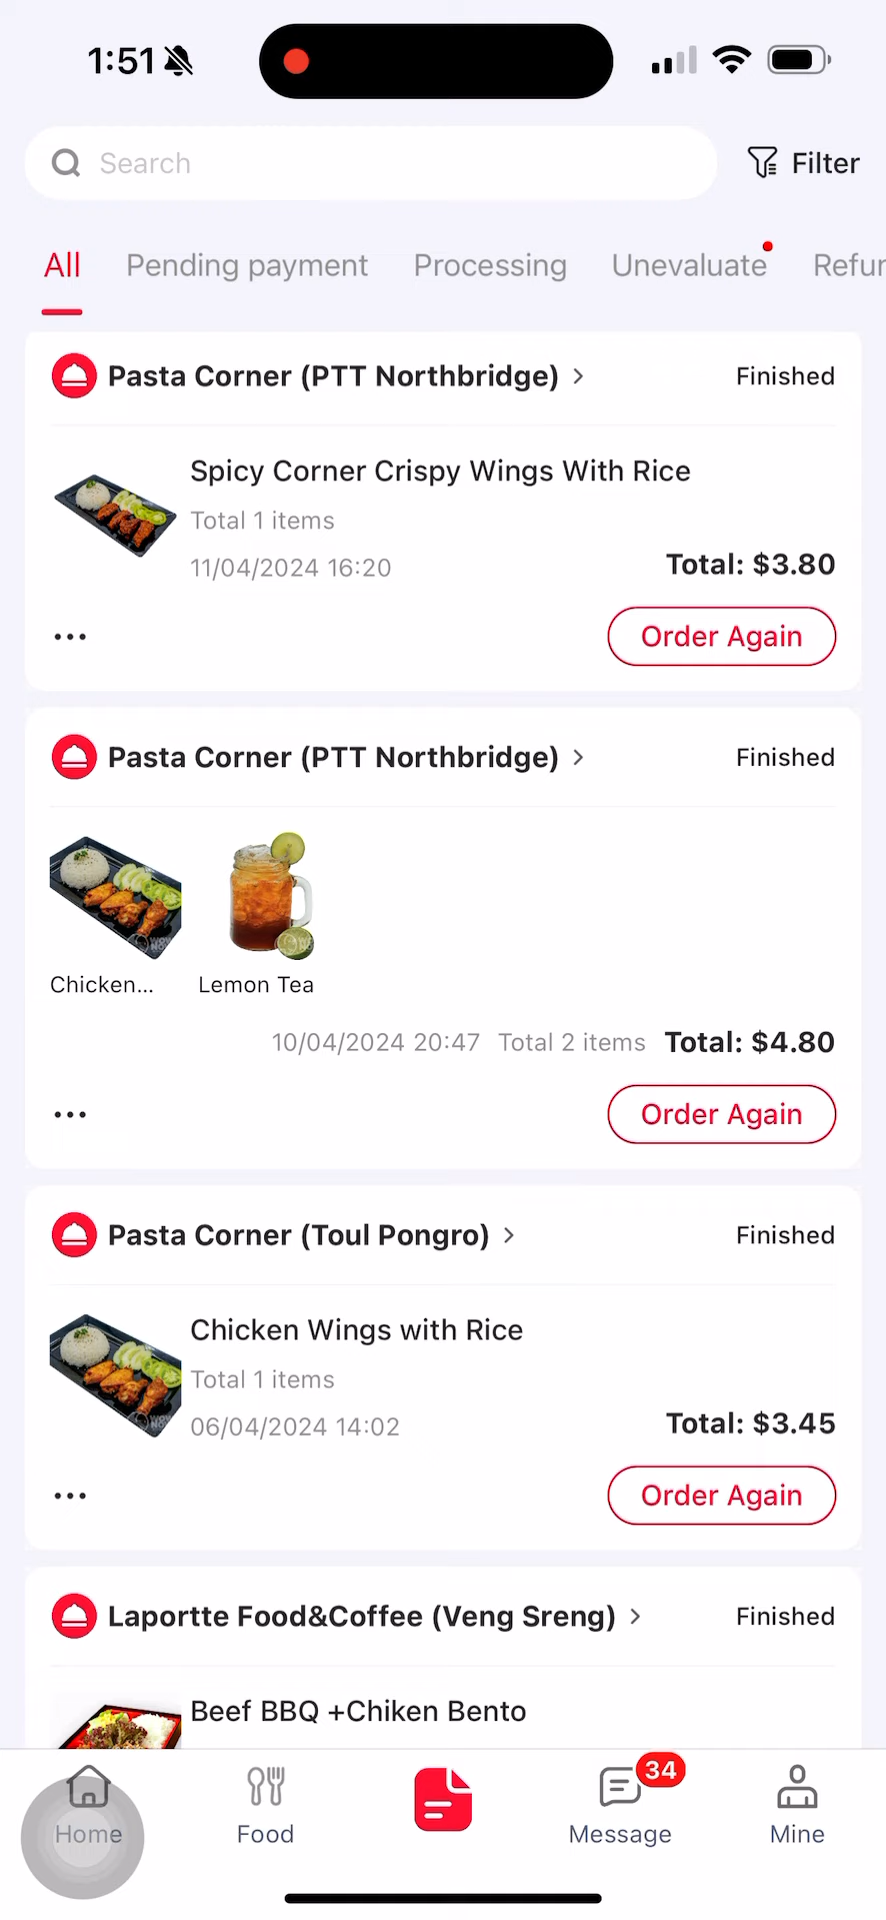 1:51
Search
Filter
All
Pending payment
Processing
Unevaluate
Refun
Pasta Corner (PTT Northbridge)
Finished
Spicy Corner Crispy Wings With Rice
Total 1 items
11/04/2024 16:20
Total: $3.80
Order Again
Pasta Corner (PTT Northbridge)
Finished
Chicken...
Lemon Tea
10/04/2024 20:47
Total 2 items
Total: $4.80
Order Again
Pasta Corner (Toul Pongro)
Finished
Chicken Wings with Rice
Total 1 items
06/04/2024 14:02
Total: $3.45
Order Again
Laportte Food&Coffee (Veng Sreng)
Finished
Beef BBQ +Chiken Bento
34
Home
Food
Message
Mine